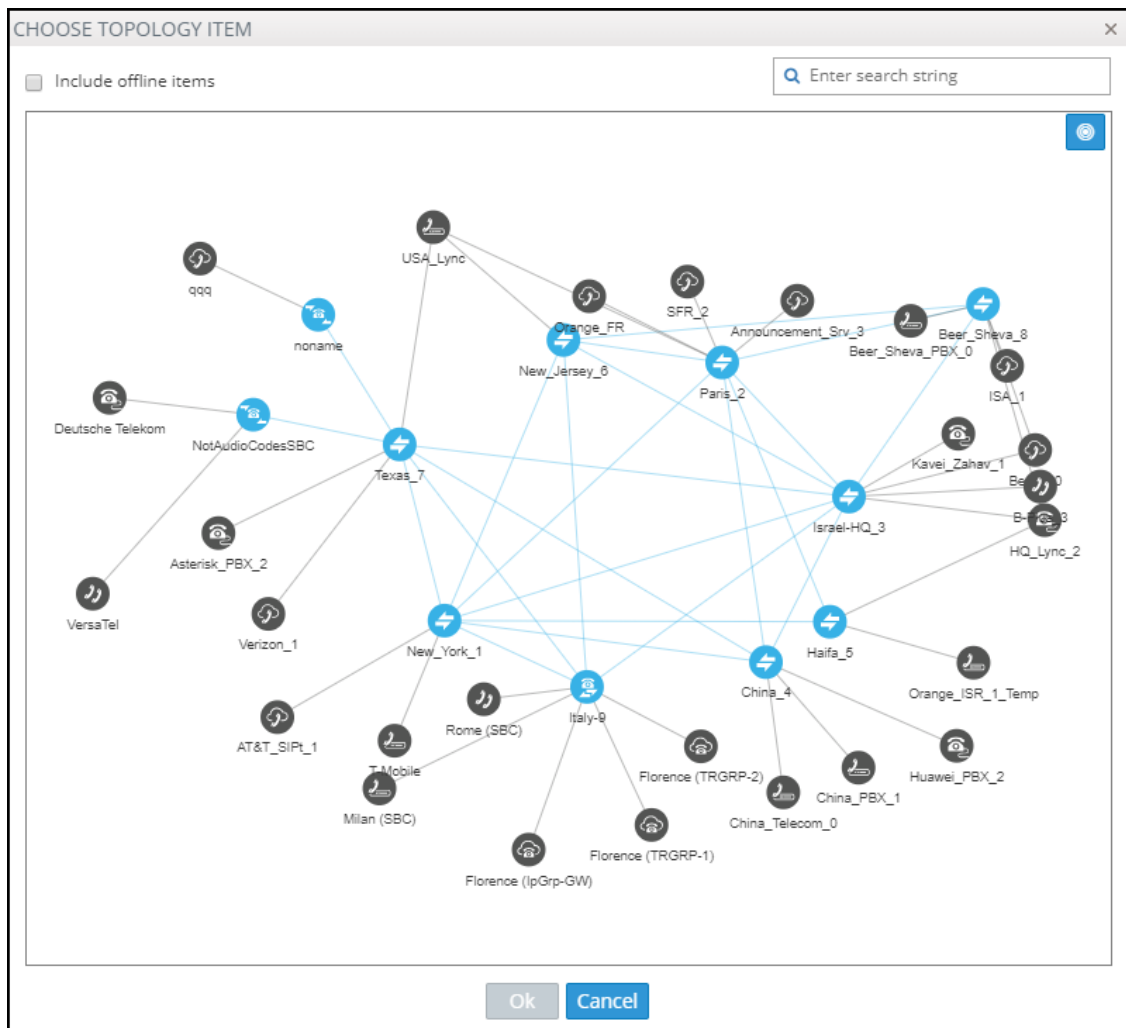 CHOOSE TOPOLOGY ITEM
Include offline items
Enter search string
USA_Lync
qqq
Orange_FR
SFR_2
Announcement_Srv_3
Beer_Sheva_PBX_0
Beer_Sheva_8
noname
New_Jersey_6
Paris_2
ISA_1
Deutsche Telekom
NotAudioCodesSBC
Texas_7
Kavei_Zahav_1
Israel-HQ_3
HQ_Lync_2
Asterisk_PBX_2
VersaTel
Verizon_1
New_York_1
Haifa_5
China_4
Orange_ISR_1_Temp
Italy-9
Rome (SBC)
AT&T_SIPt_1
T-Mobile
Florence (TRGRP-2)
Huawei_PBX_2
China_PBX_1
Milan (SBC)
China_Telecom_0
Florence (TRGRP-1)
Florence (IpGrp-GW)
Ok
Cancel